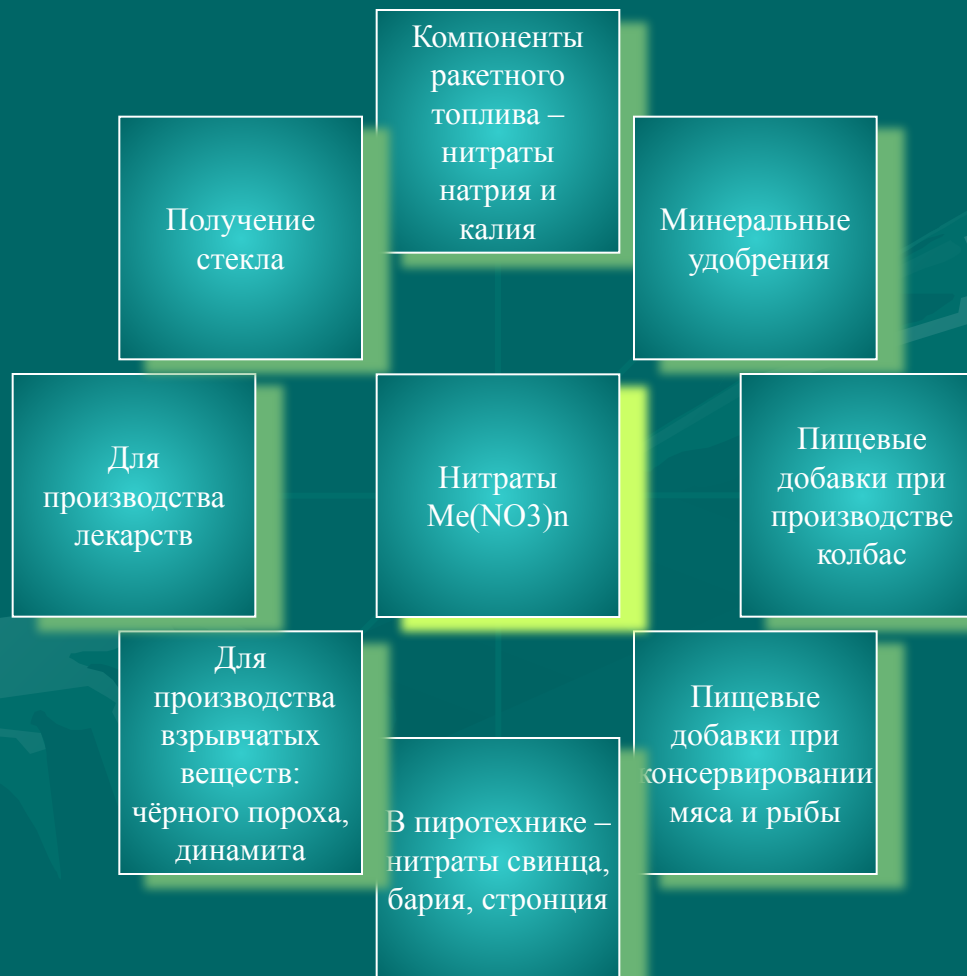 Компоненты
ракетного
топлива –
нитраты
натрия и
калия
Получение
стекла
Минеральные
удобрения
Для
производства
лекарств
Нитраты
Me(NO3)n
Пищевые
добавки при
производстве
колбас
Для
производства
взрывчатых
веществ:
чёрного пороха,
динамита
В пиротехнике –
нитраты свинца,
бария, стронция
Пищевые
добавки при
консервировании
мяса и рыбы